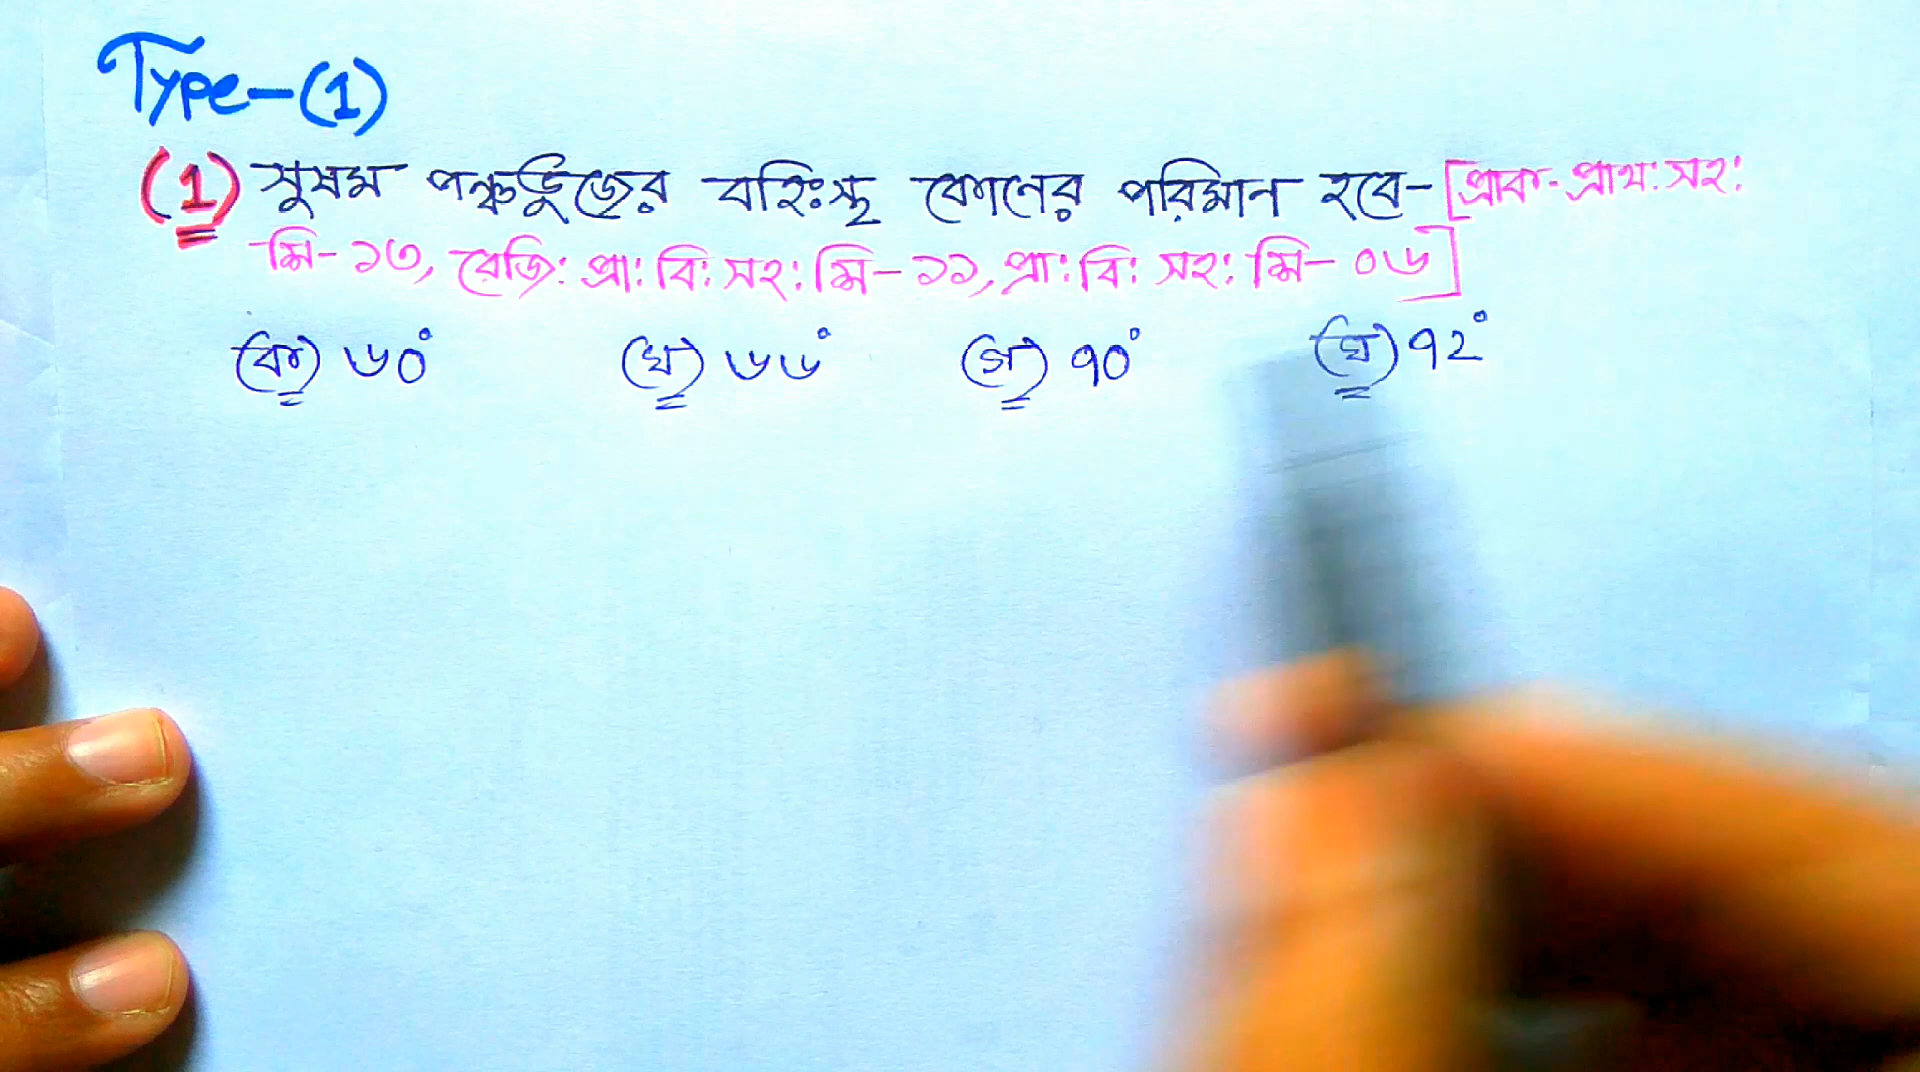 Type-(1)
(1) সুষম পঞ্চভুজের বহিঃস্থ কোনের পরিমান হবে-[প্রাক-প্রাথ:সহ:
শি-১৩, রেজি: প্রা: বি: সহ: শি-১১, প্রা: বি: সহ: শি-০৬]
(ক) ৬০° (খ) ৬৬° (গ) ৭০° (ঘ) ৭২°